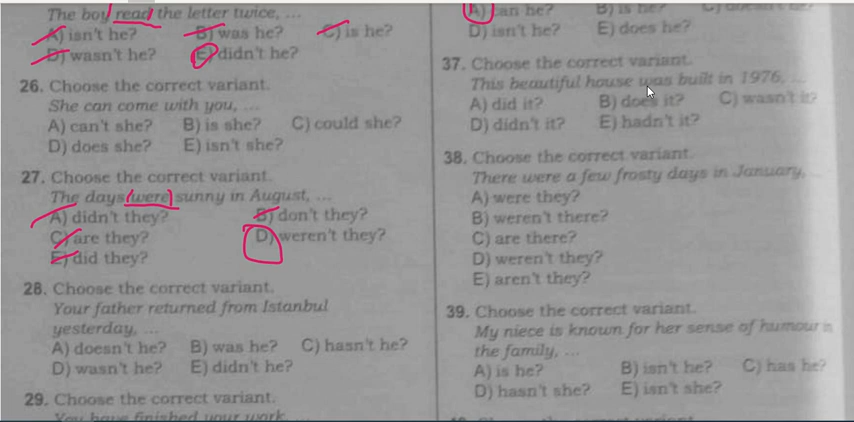 The boy read the letter twice, ...
A) isn't he? B) was he? C) is he?
D) wasn't he? E) didn't he?
26. Choose the correct variant.
She can come with you, ...
A) can't she? B) is she? C) could she?
D) does she? E) isn't she?
27. Choose the correct variant.
The days were sunny in August, ...
A) didn't they? B) don't they?
C) are they? D) weren't they?
E) did they?
28. Choose the correct variant.
Your father returned from Istanbul
yesterday, ...
A) doesn't he? B) was he? C) hasn't he?
D) wasn't he? E) didn't he?
29. Choose the correct variant.
You have finished your work,
A) can he? B) is he?
D) isn't he? E) does he?
37. Choose the correct variant.
This beautiful house was built in 1976, ...
A) did it? B) does it? C) wasn't it?
D) didn't it? E) hadn't it?
38. Choose the correct variant.
There were a few frosty days in January,
A) were they?
B) weren't there?
C) are there?
D) weren't they?
E) aren't they?
39. Choose the correct variant.
My niece is known for her sense of humour in
the family, ...
A) is he? B) isn't he? C) has he?
D) hasn't she? E) isn't she?